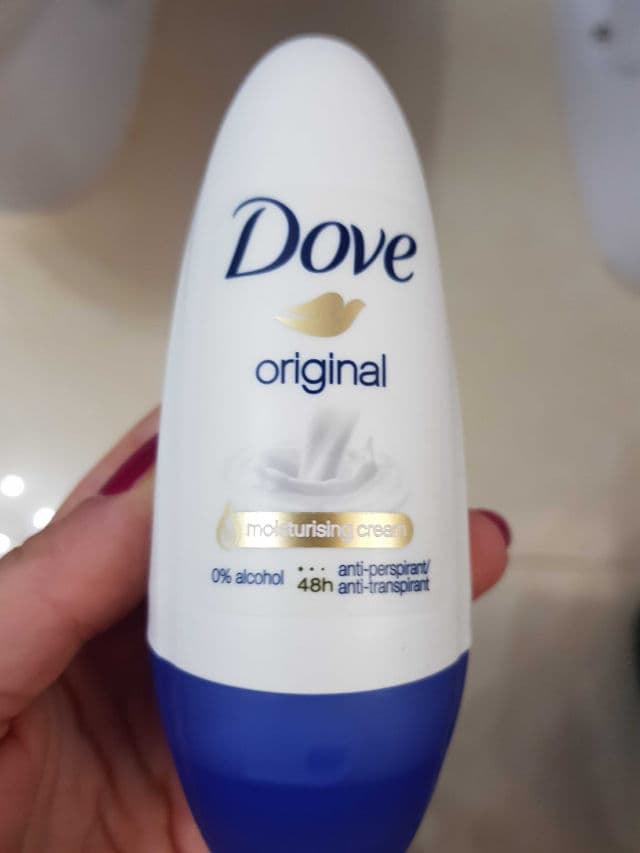 Dove
original
moisturising cream
0% alcohol
48h
anti-perspirant/
anti-transpirant